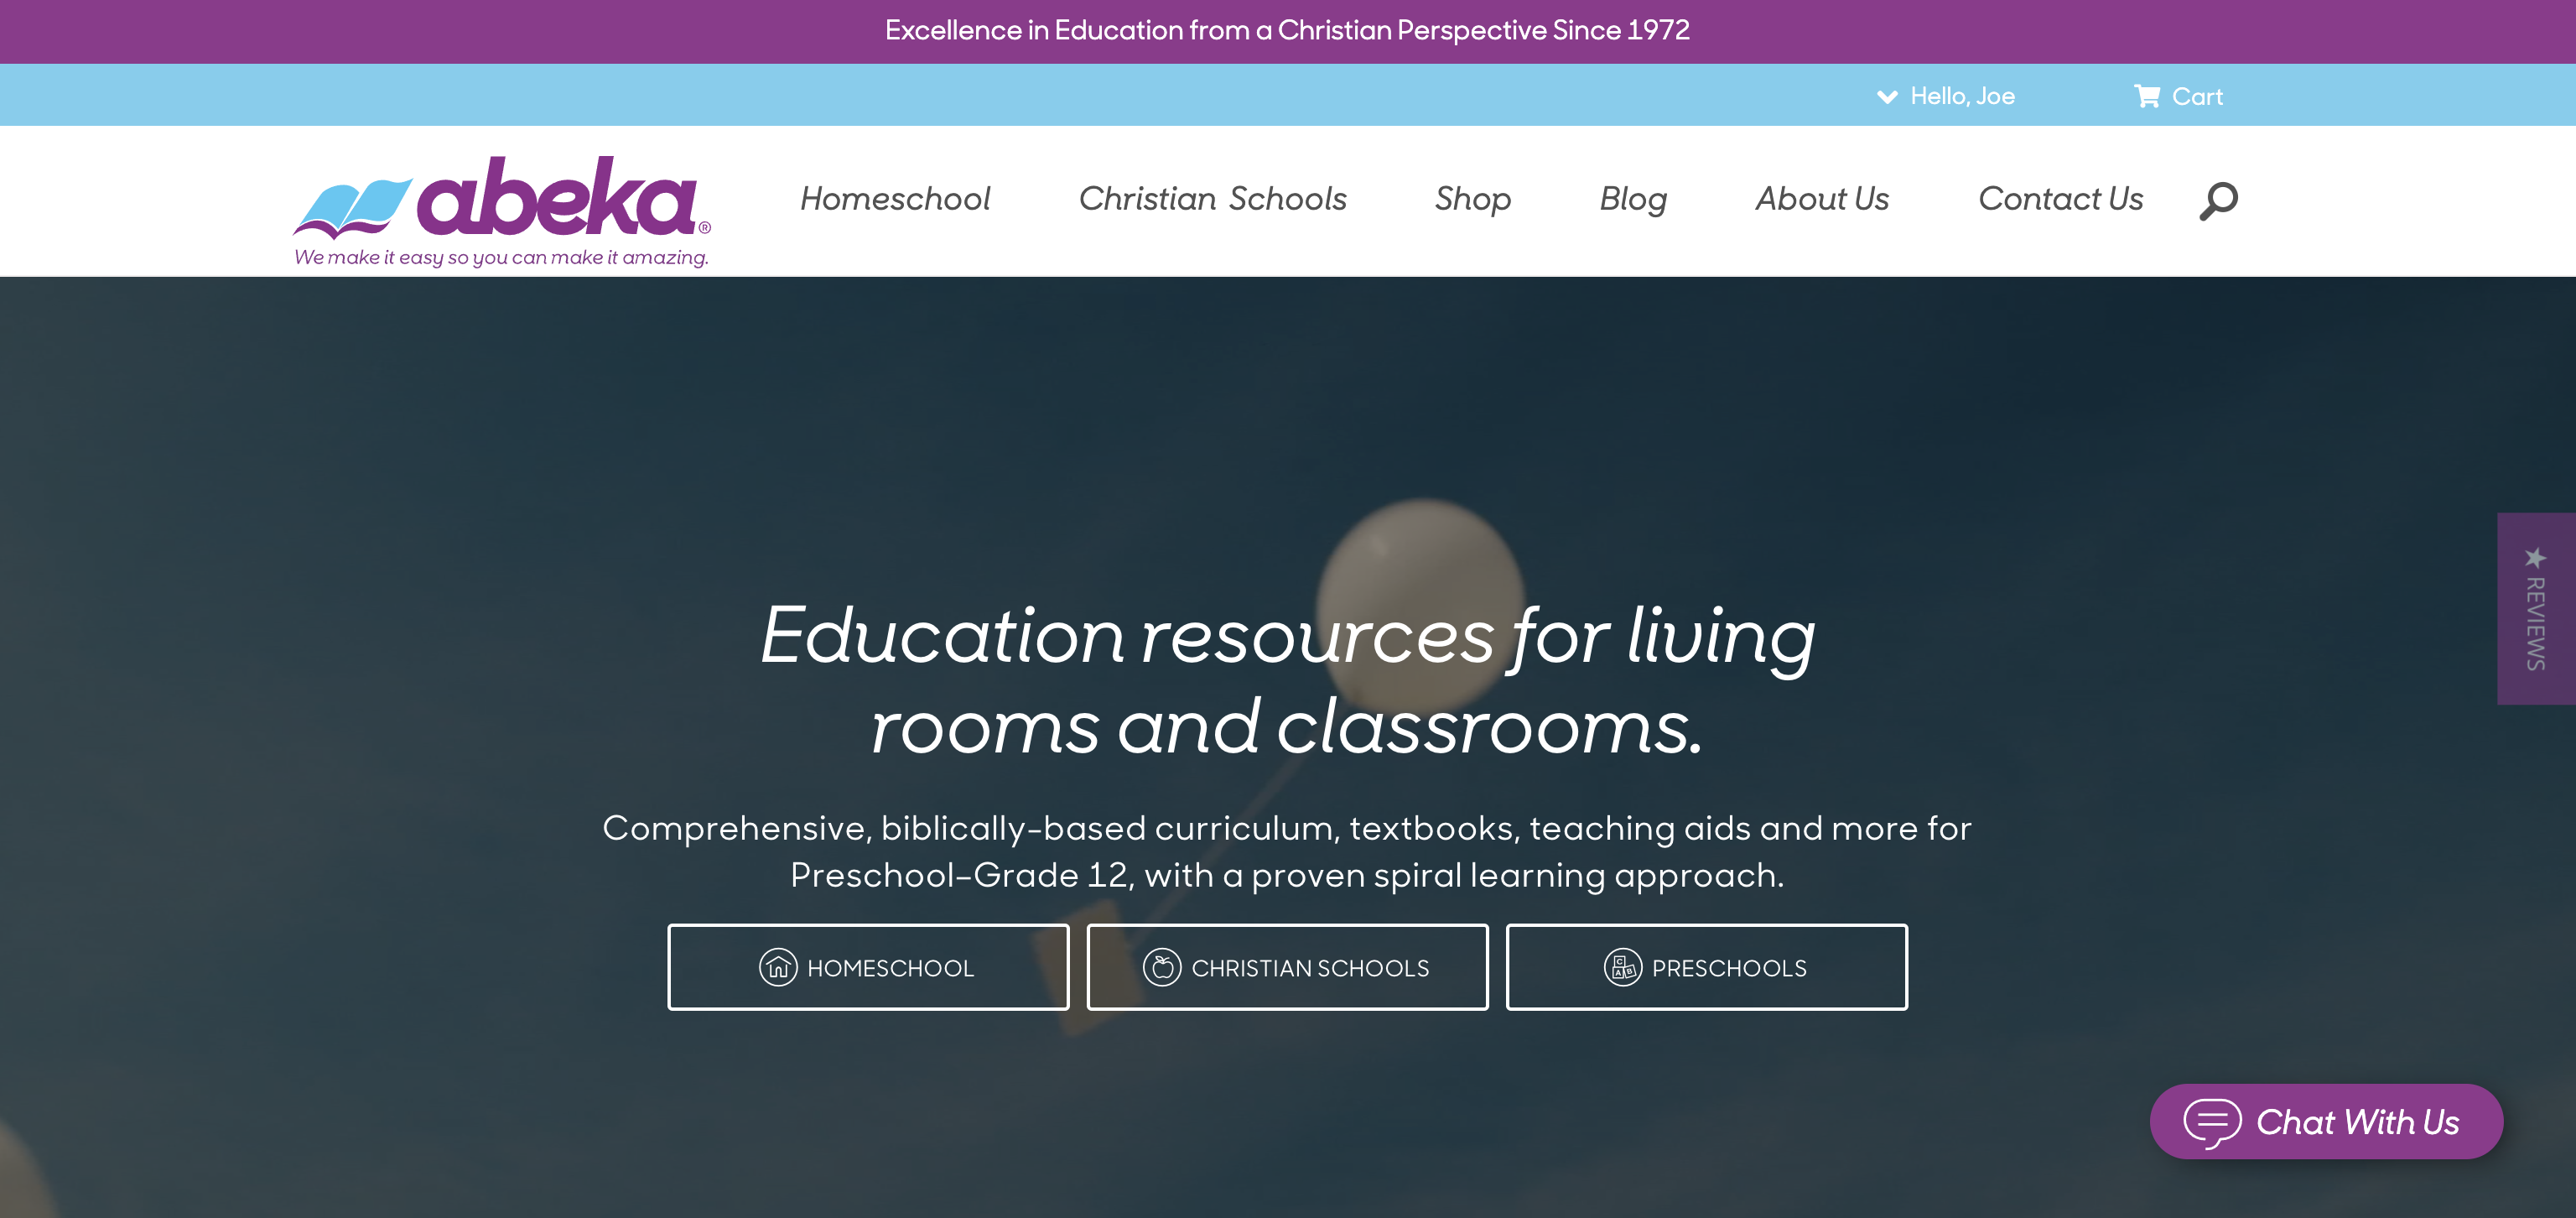 Excellence in Education from a Christian Perspective Since 1972
Hello, Joe
Cart
abeka®
We make it easy so you can make it amazing.
Homeschool
Christian Schools
Shop
Blog
About Us
Contact Us
★ REVIEWS
Education resources for living
rooms and classrooms.
Comprehensive, biblically-based curriculum, textbooks, teaching aids and more for
Preschool–Grade 12, with a proven spiral learning approach.
HOMESCHOOL
CHRISTIAN SCHOOLS
C
A B
PRESCHOOLS
Chat With Us